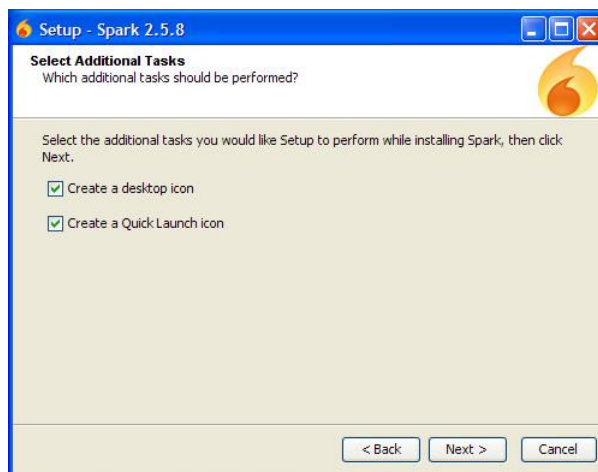 Setup - Spark 2.5.8
Select Additional Tasks
Which additional tasks should be performed?
Select the additional tasks you would like Setup to perform while installing Spark, then click
Next.
Create a desktop icon
Create a Quick Launch icon
< Back Next > Cancel